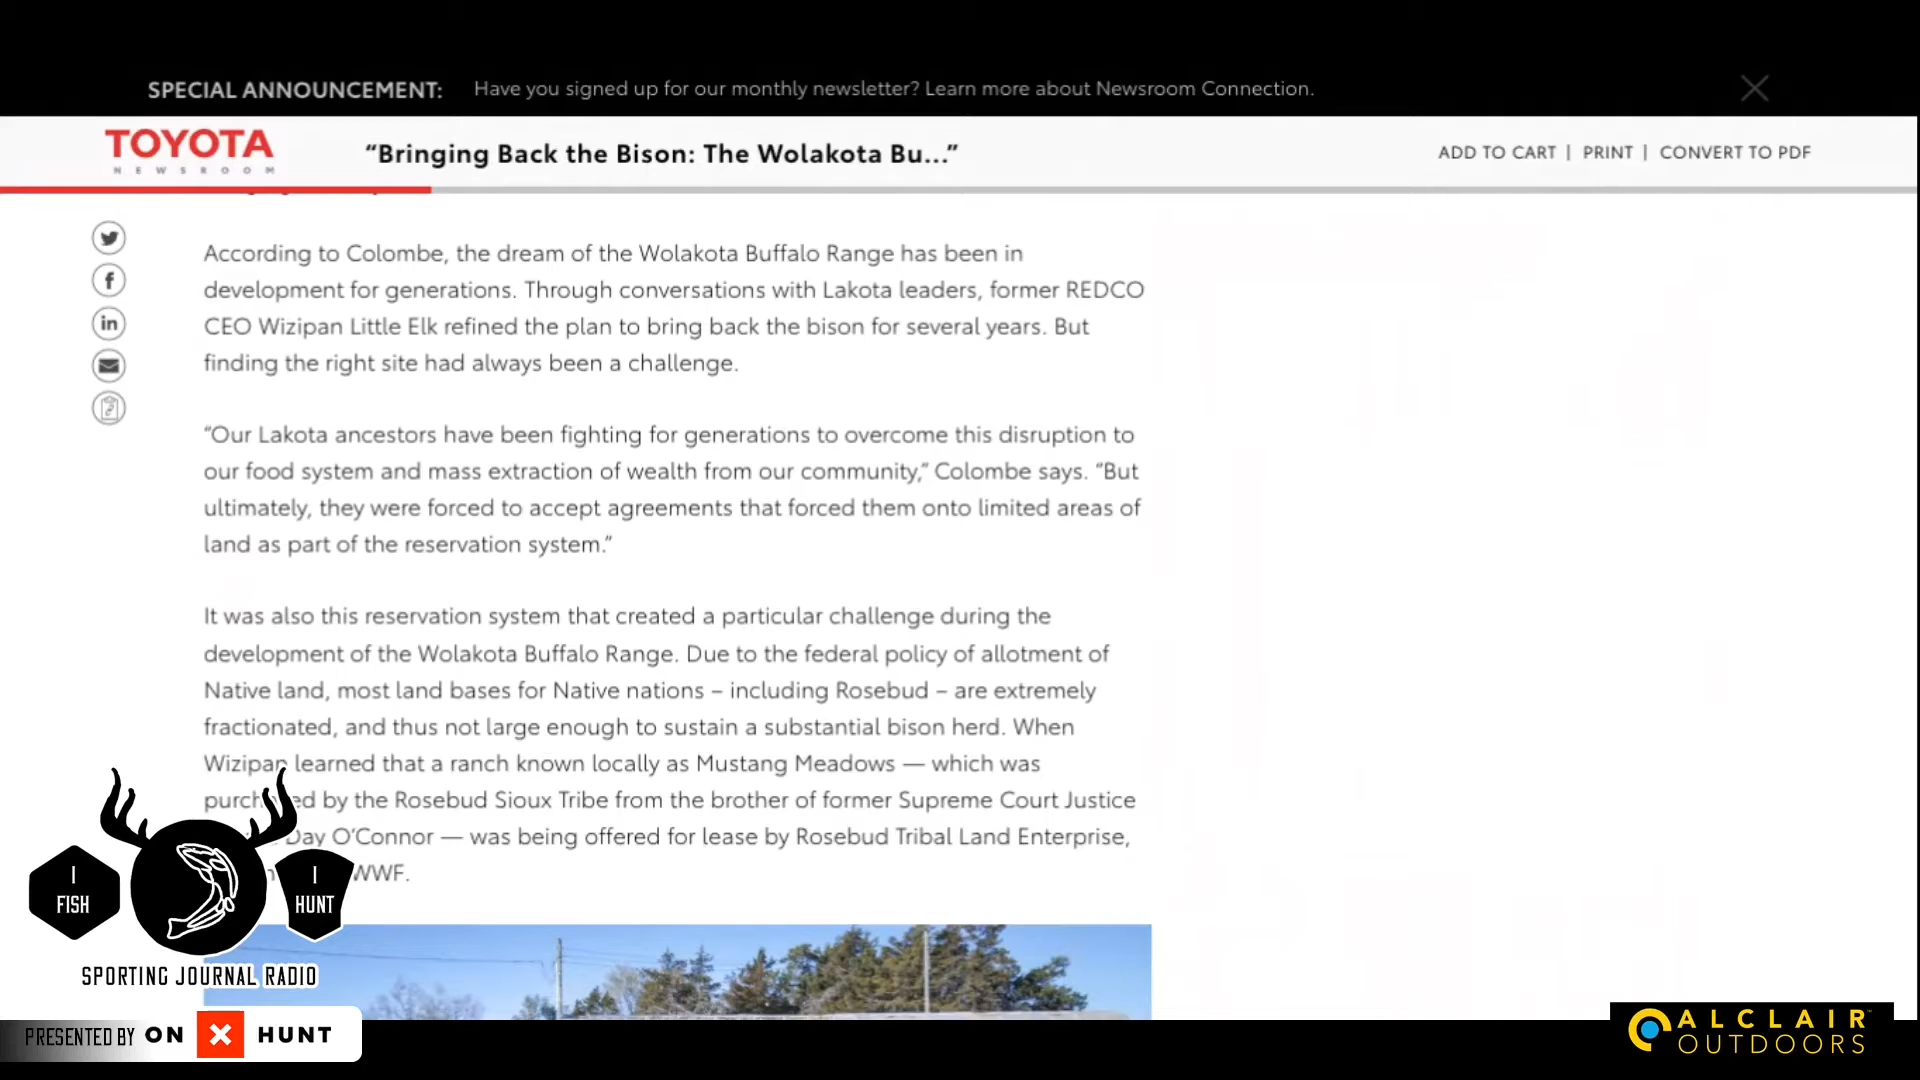 SPECIAL ANNOUNCEMENT: Have you signed up for our monthly newsletter? Learn more about Newsroom Connection.
TOYOTA
NEWSROOM
“Bringing Back the Bison: The Wolakota Bu...”
ADD TO CART | PRINT | CONVERT TO PDF
According to Colombe, the dream of the Wolakota Buffalo Range has been in
development for generations. Through conversations with Lakota leaders, former REDCO
CEO Wizipan Little Elk refined the plan to bring back the bison for several years. But
finding the right site had always been a challenge.
“Our Lakota ancestors have been fighting for generations to overcome this disruption to
our food system and mass extraction of wealth from our community,” Colombe says. “But
ultimately, they were forced to accept agreements that forced them onto limited areas of
land as part of the reservation system.”
It was also this reservation system that created a particular challenge during the
development of the Wolakota Buffalo Range. Due to the federal policy of allotment of
Native land, most land bases for Native nations – including Rosebud – are extremely
fractionated, and thus not large enough to sustain a substantial bison herd. When
Wizipan learned that a ranch known locally as Mustang Meadows — which was
purchased by the Rosebud Sioux Tribe from the brother of former Supreme Court Justice
Day O’Connor — was being offered for lease by Rosebud Tribal Land Enterprise,
WWF.
I FISH
I HUNT
SPORTING JOURNAL RADIO
PRESENTED BY ON X HUNT
ALCLAIR
OUTDOORS